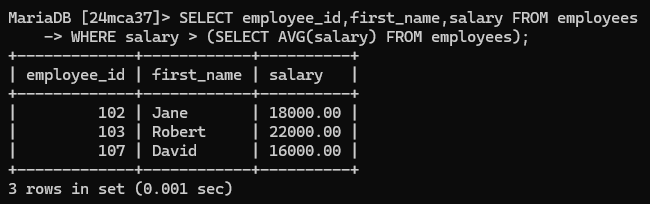 MariaDB [24mca37]> SELECT employee_id,first_name,salary FROM employees
    -> WHERE salary > (SELECT AVG(salary) FROM employees);
+-------------+------------+----------+
| employee_id | first_name | salary   |
+-------------+------------+----------+
|         102 | Jane       | 18000.00 |
|         103 | Robert     | 22000.00 |
|         107 | David      | 16000.00 |
+-------------+------------+----------+
3 rows in set (0.001 sec)